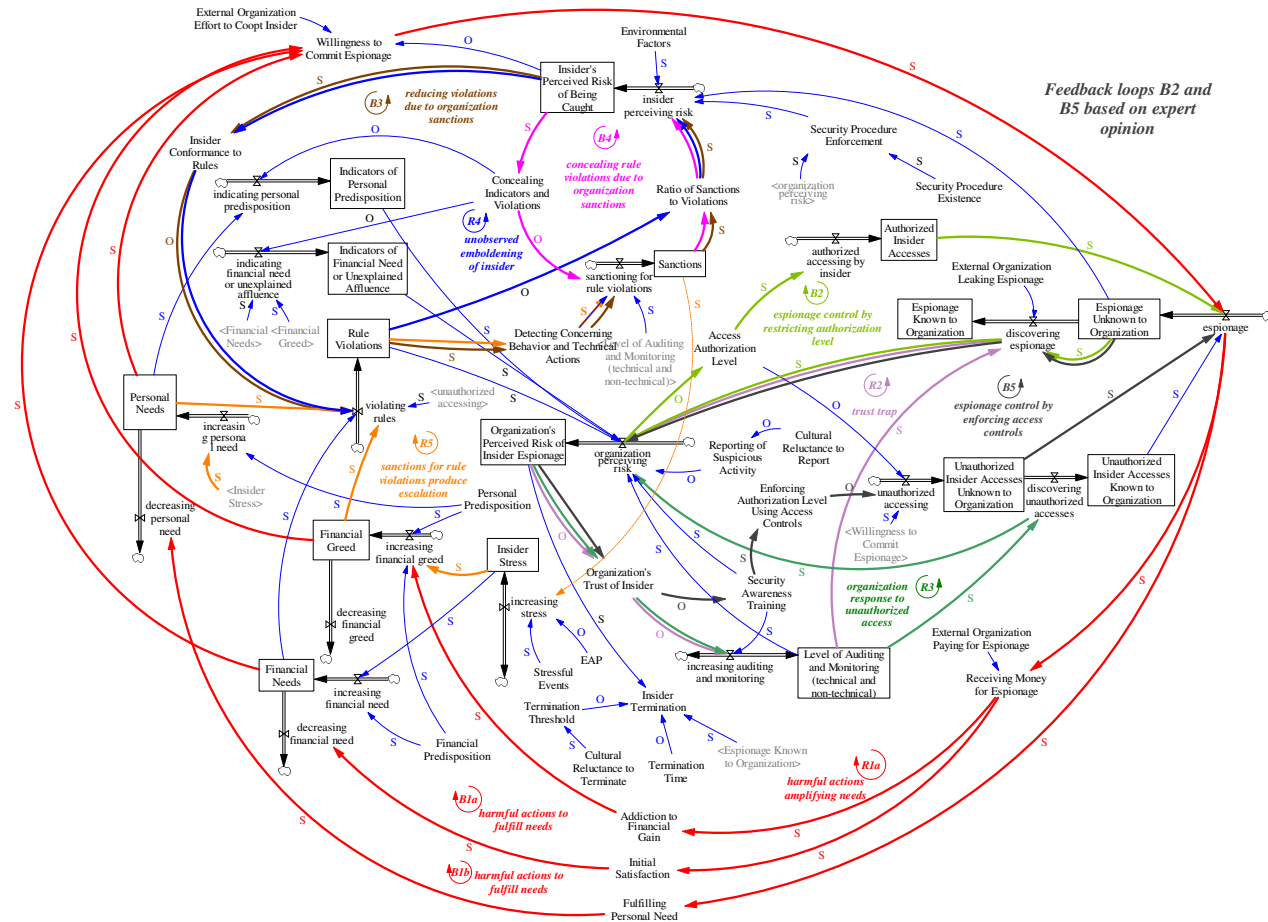 External Organization
Effort to Coopt Insider
Willingness to
Commit Espionage
Environmental
Factors
Insider's
Perceived Risk
of Being
Caught
insider
perceiving risk
B3
reducing violations
due to organization
sanctions
Feedback loops B2 and
B5 based on expert
opinion
Insider
Conformance to
Rules
B4
concealing rule
violations due to
organization
sanctions
Security Procedure
Enforcement
<organization
perceiving
risk>
Security Procedure
Existence
indicating personal
predisposition
Indicators of
Personal
Predisposition
Concealing
Indicators and
Violations
Ratio of Sanctions
to Violations
R4
unobserved
emboldening
of insider
indicating
financial need
or unexplained
affluence
Indicators of
Financial Need
or Unexplained
Affluence
<Financial
Needs>
<Financial
Greed>
sanctioning for
rule violations
Sanctions
authorized
accessing by
insider
Authorized
Insider
Accesses
B2
espionage control by
restricting authorization
level
External Organization
Leaking Espionage
Espionage
Known to
Organization
discovering
espionage
Espionage
Unknown to
Organization
espionage
Rule
Violations
Detecting Concerning
Behavior and Technical
Actions
<Level of Auditing
and Monitoring
(technical and
non-technical)>
Access
Authorization
Level
R2
trust trap
B5
espionage control by
enforcing access
controls
Personal
Needs
increasin
g persona
l need
violating
rules
<unauthorized
accessing>
R5
sanctions for rule
violations produce
escalation
<Insider
Stress>
decreasing
personal
need
Organization's
Perceived Risk of
Insider Espionage
organization
perceiving
risk
Reporting of
Suspicious
Activity
Cultural
Reluctance to
Report
Enforcing
Authorization Level
Using Access
Controls
unauthorized
accessing
<Willingness to
Commit
Espionage>
Unauthorized
Insider Accesses
Unknown to
Organization
discovering
unauthorized
accesses
Unauthorized
Insider Accesses
Known to
Organization
Personal
Predisposition
Financial
Greed
increasing
financial greed
Insider
Stress
decreasing
financial
greed
increasing
stress
Organization's
Trust of Insider
Security
Awareness
Training
organization
response to
unauthorized
access
R3
EAP
Stressful
Events
increasing auditing
and monitoring
Level of Auditing
and Monitoring
(technical and
non-technical)
External Organization
Paying for Espionage
Receiving Money
for Espionage
Financial
Needs
increasing
financial need
decreasing
financial need
Financial
Predisposition
Termination
Threshold
Insider
Termination
Cultural
Reluctance to
Terminate
Termination
Time
<Espionage Known
to Organization>
R1a
harmful actions
amplifying needs
B1a
harmful actions to
fulfill needs
Addiction to
Financial
Gain
Initial
Satisfaction
B1b
harmful actions to
fulfill needs
Fulfilling
Personal Need